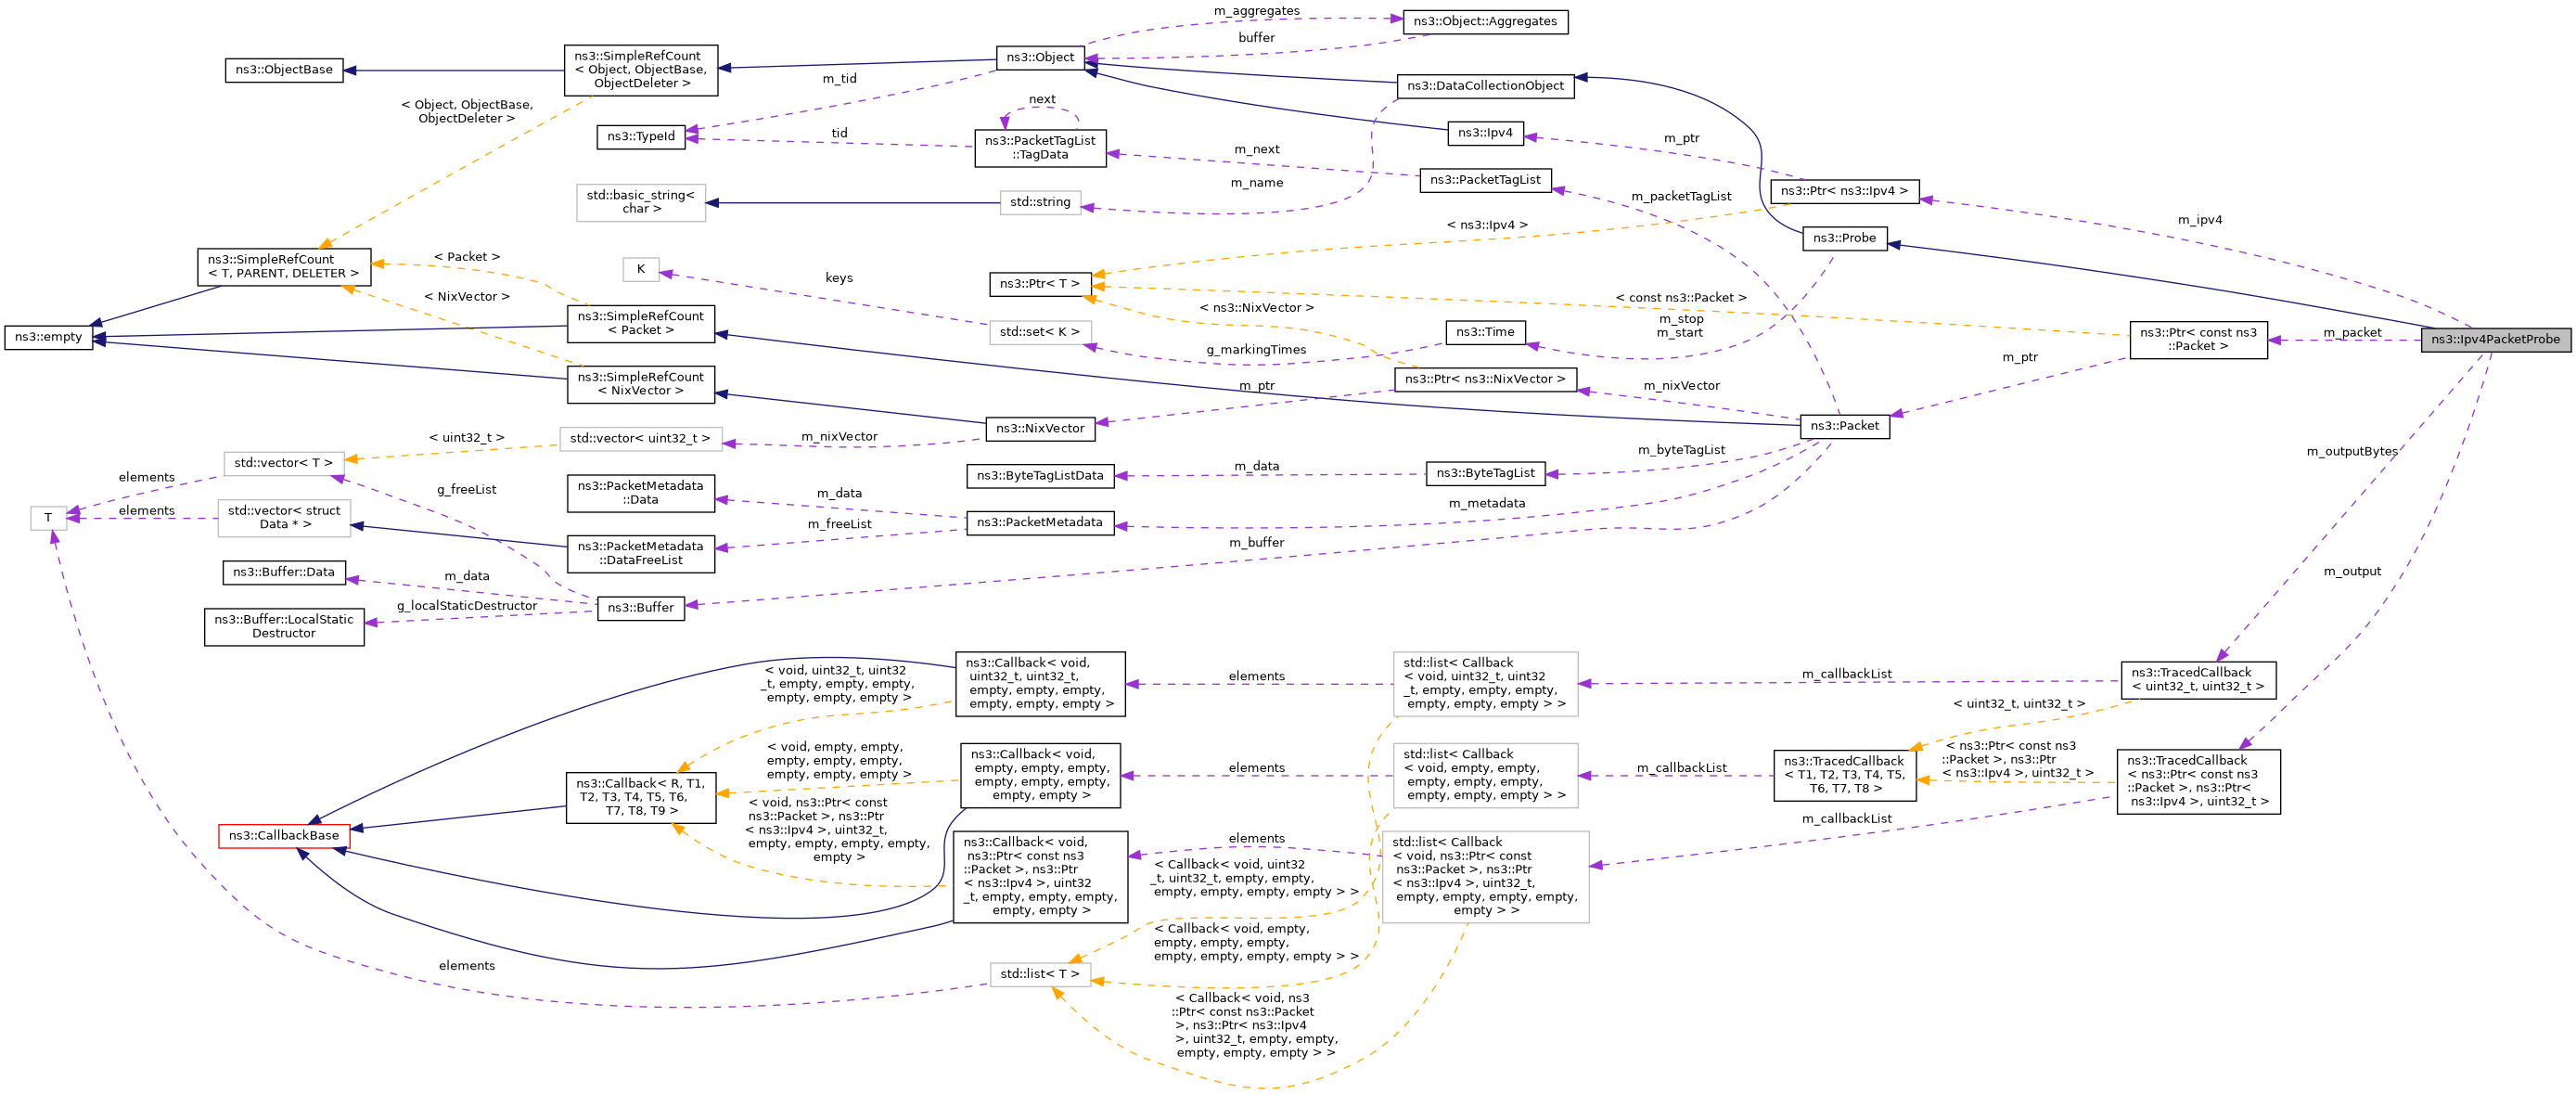 m_aggregates
ns3::Object::Aggregates
buffer
ns3::ObjectBase
ns3::SimpleRefCount
< Object, ObjectBase,
ObjectDeleter >
ns3::Object
m_tid
ns3::DataCollectionObject
< Object, ObjectBase,
ObjectDeleter >
next
ns3::TypeId
tid
ns3::PacketTagList
::TagData
ns3::Ipv4
m_ptr
m_next
m_name
ns3::PacketTagList
m_packetTagList
ns3::Ptr< ns3::Ipv4 >
std::basic_string<
char >
std::string
m_ipv4
< ns3::Ipv4 >
ns3::Probe
ns3::SimpleRefCount
< T, PARENT, DELETER >
< Packet >
K
keys
ns3::Ptr< T >
< const ns3::Packet >
< NixVector >
< ns3::NixVector >
ns3::SimpleRefCount
< Packet >
std::set< K >
ns3::Time
m_stop
m_start
ns3::Ptr< const ns3
::Packet >
m_packet
ns3::Ipv4PacketProbe
ns3::empty
g_markingTimes
m_ptr
ns3::SimpleRefCount
< NixVector >
m_ptr
ns3::Ptr< ns3::NixVector >
m_nixVector
ns3::Packet
ns3::NixVector
m_nixVector
std::vector< uint32_t >
< uint32_t >
std::vector< T >
elements
g_freeList
ns3::PacketMetadata
::Data
m_data
ns3::ByteTagListData
m_data
ns3::ByteTagList
m_byteTagList
m_outputBytes
T
elements
std::vector< struct
Data * >
m_freeList
ns3::PacketMetadata
m_metadata
ns3::PacketMetadata
::DataFreeList
m_buffer
ns3::Buffer::Data
m_data
m_output
g_localStaticDestructor
ns3::Buffer
ns3::Buffer::LocalStatic
Destructor
< void, uint32_t, uint32
_t, empty, empty, empty,
empty, empty, empty >
ns3::Callback< void,
uint32_t, uint32_t,
empty, empty, empty,
empty, empty, empty >
elements
std::list< Callback
< void, uint32_t, uint32
_t, empty, empty, empty,
empty, empty, empty > >
m_callbackList
ns3::TracedCallback
< uint32_t, uint32_t >
< uint32_t, uint32_t >
< void, empty, empty,
empty, empty, empty,
empty, empty, empty >
ns3::Callback< void,
empty, empty, empty,
empty, empty, empty,
empty, empty >
elements
std::list< Callback
< void, empty, empty,
empty, empty, empty,
empty, empty, empty > >
m_callbackList
ns3::TracedCallback
< T1, T2, T3, T4, T5,
T6, T7, T8 >
< ns3::Ptr< const ns3
::Packet >, ns3::Ptr
< ns3::Ipv4 >, uint32_t >
ns3::TracedCallback
< ns3::Ptr< const ns3
::Packet >, ns3::Ptr<
ns3::Ipv4 >, uint32_t >
ns3::Callback< R, T1,
T2, T3, T4, T5, T6,
T7, T8, T9 >
< void, ns3::Ptr< const
ns3::Packet >, ns3::Ptr
< ns3::Ipv4 >, uint32_t,
empty, empty, empty, empty,
empty >
m_callbackList
ns3::CallbackBase
ns3::Callback< void,
ns3::Ptr< const ns3
::Packet >, ns3::Ptr
< ns3::Ipv4 >, uint32
_t, empty, empty, empty,
empty, empty >
elements
std::list< Callback
< void, ns3::Ptr< const
ns3::Packet >, ns3::Ptr
< ns3::Ipv4 >, uint32_t,
empty, empty, empty, empty,
empty > >
< Callback< void, uint32
_t, uint32_t, empty, empty,
empty, empty, empty, empty > >
< Callback< void, empty,
empty, empty, empty,
empty, empty, empty, empty > >
elements
std::list< T >
< Callback< void, ns3
::Ptr< const ns3::Packet
>, ns3::Ptr< ns3::Ipv4
>, uint32_t, empty, empty,
empty, empty, empty > >